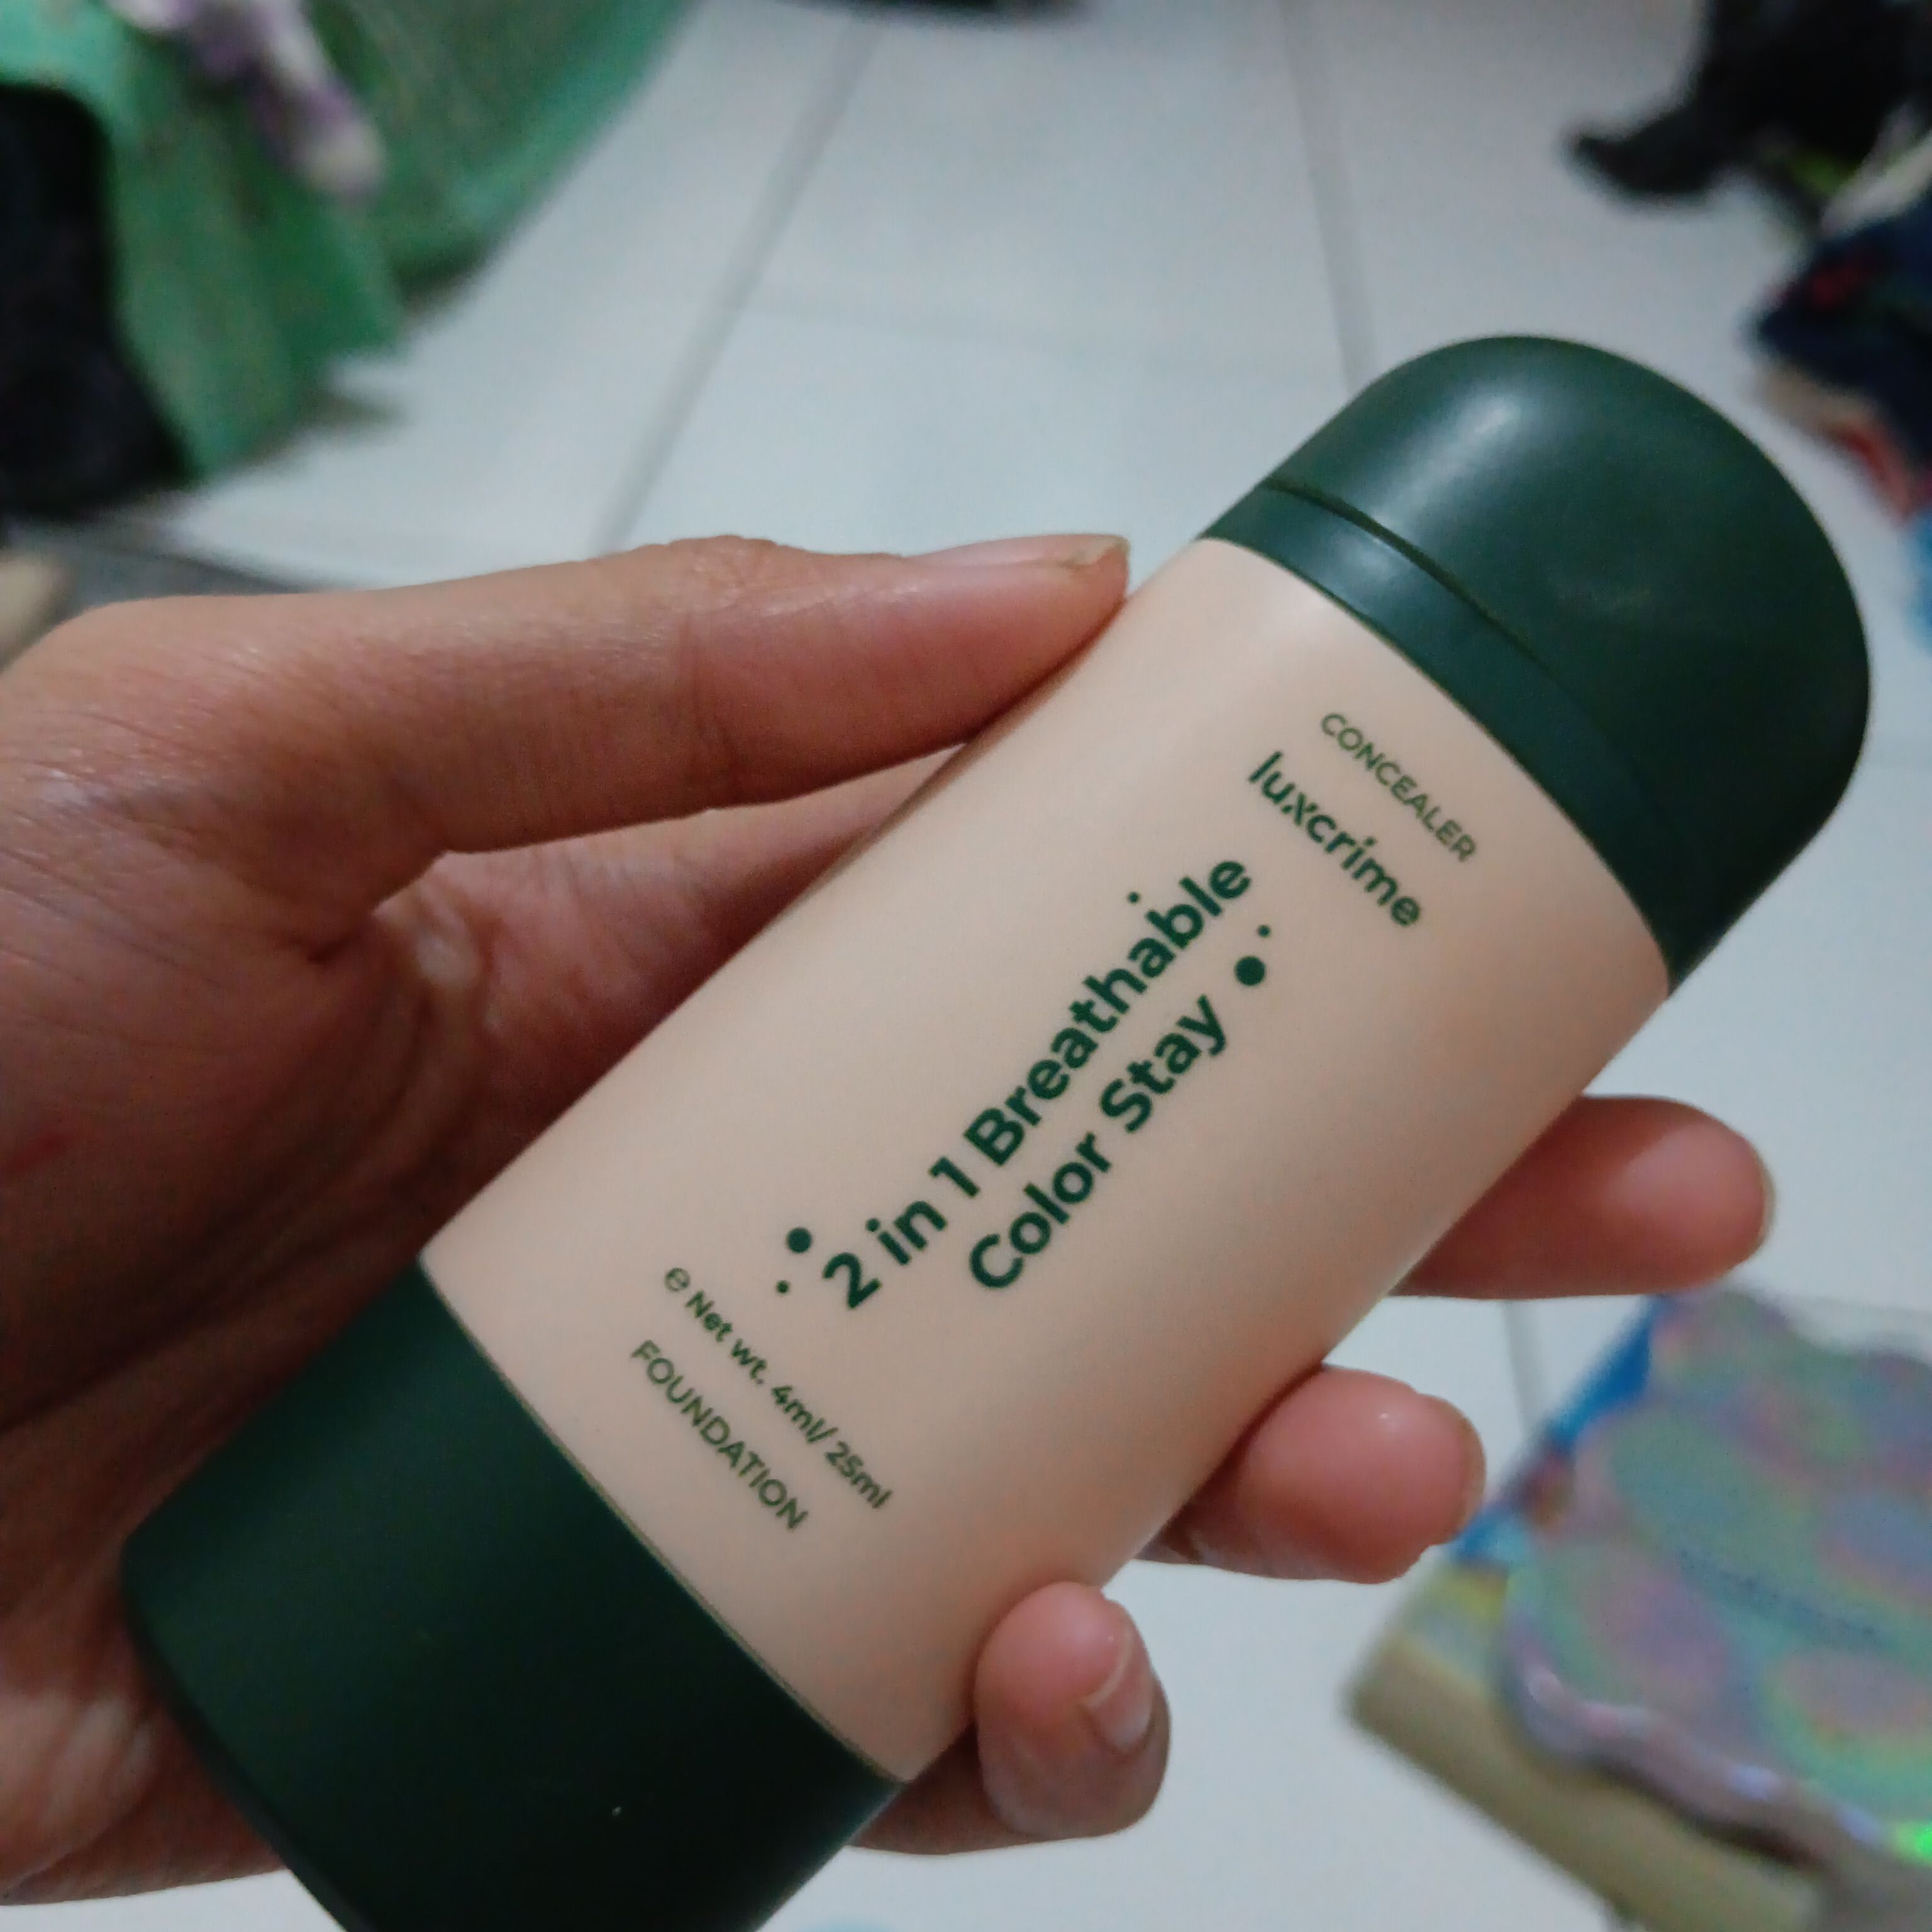 CONCEALER
luxcrime
2 in 1 Breathable
Color Stay
℮ Net wt. 4ml/ 25ml
FOUNDATION